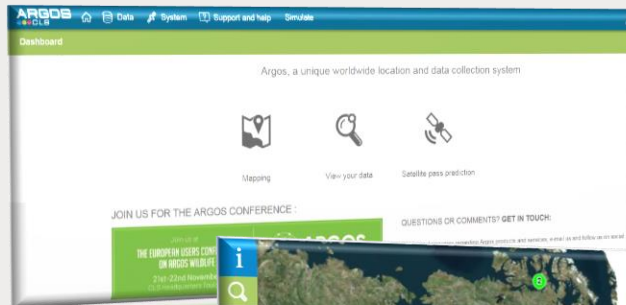 ARGOS
CLS
Data System Support and help Simulate
Dashboard
Argos, a unique worldwide location and data collection system
Mapping View your data Satellite pass prediction
JOIN US FOR THE ARGOS CONFERENCE :
QUESTIONS OR COMMENTS? GET IN TOUCH:
Join us at
THE EUROPEAN USERS CONF
ON ARGOS WILDLIFE
21st-22nd November
ARGOS
i
8